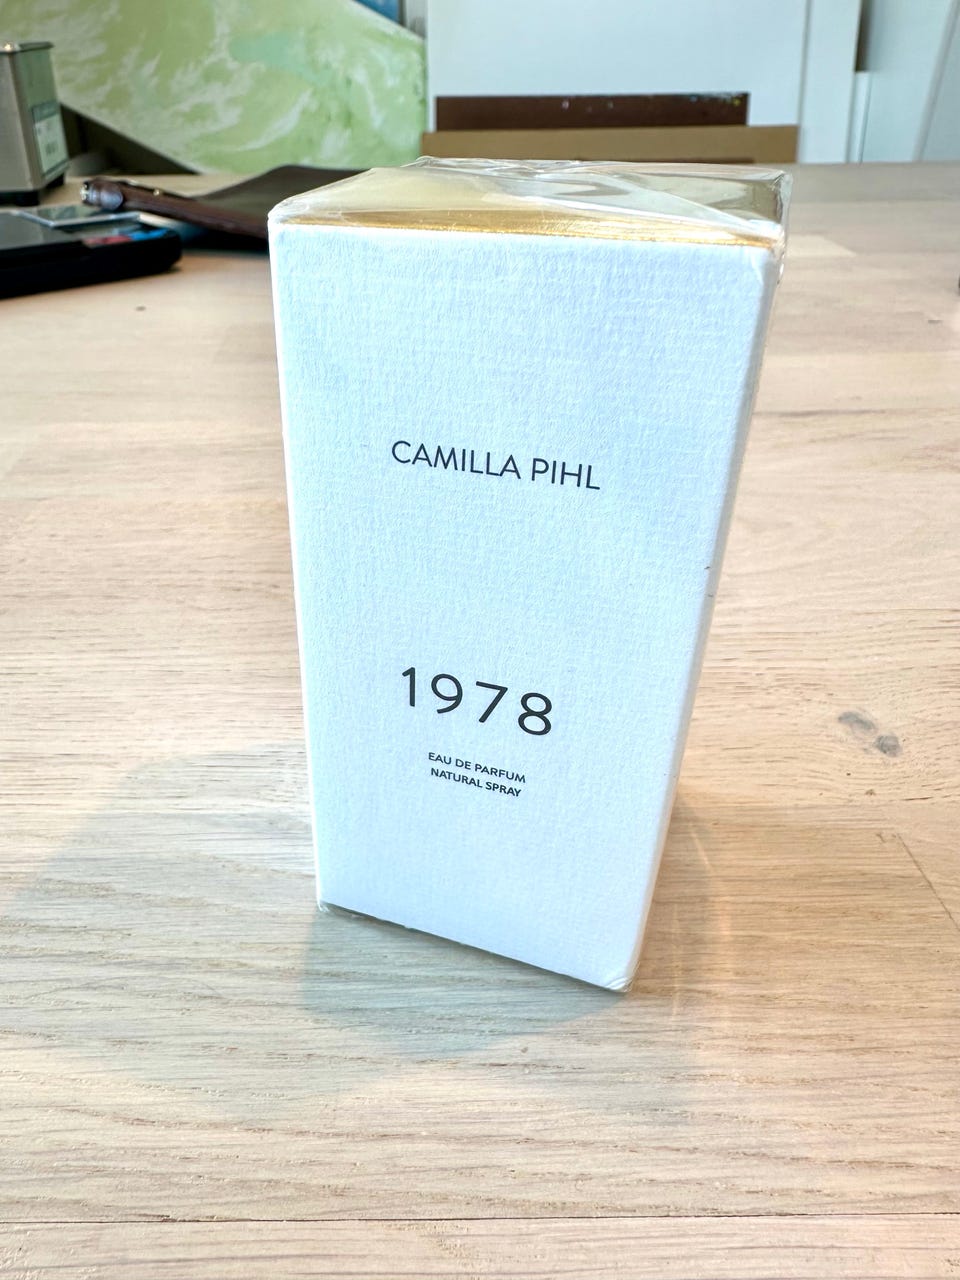 CAMILLA PIHL
1978
EAU DE PARFUM
NATURAL SPRAY